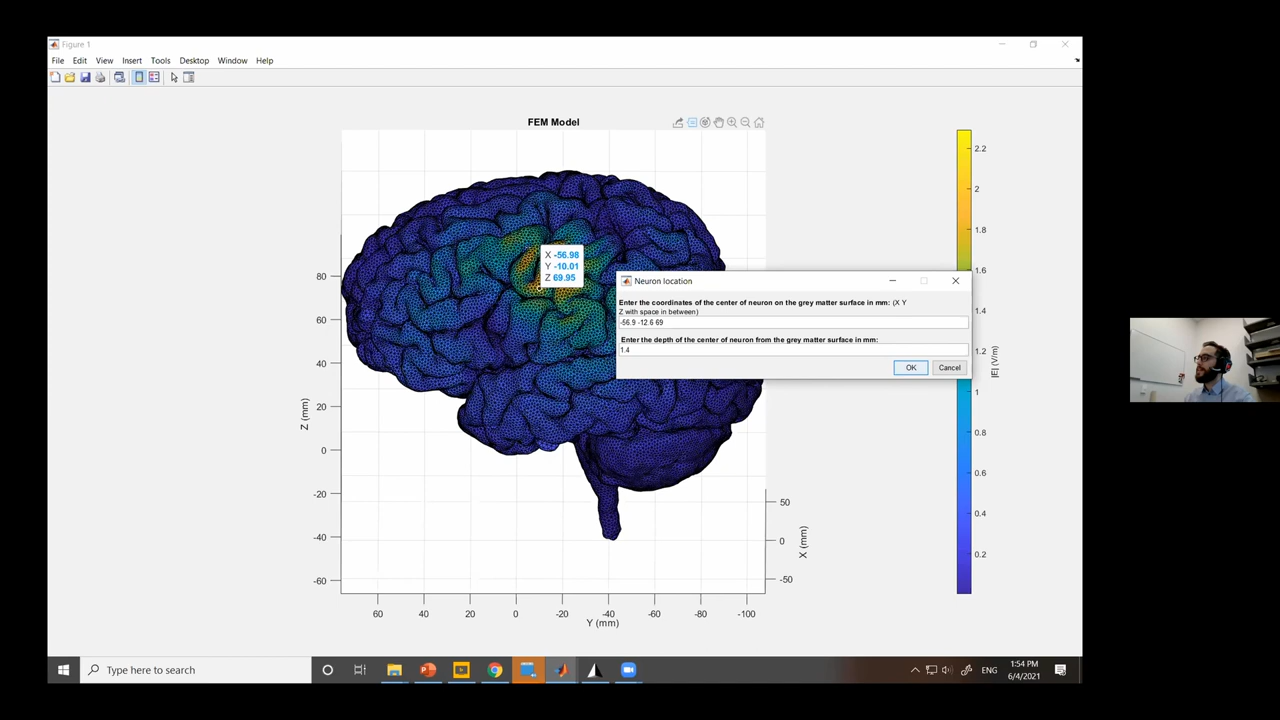 Figure 1
File Edit View Insert Tools Desktop Window Help
FEM Model
X -56.98
Y -10.01
Z 69.95
Neuron location
Enter the coordinates of the center of neuron on the grey matter surface in mm: (X Y
Z with space in between)
-56.9 -12.6 69
Enter the depth of the center of neuron from the grey matter surface in mm:
1.4
OK Cancel
80
60
40
20
0
-20
-40
-60
Z (mm)
60 40 20 0 -20 -40 -60 -80 -100
Y (mm)
50
0
-50
X (mm)
2.2
2
1.8
1.6
1.4
1.2
1
0.8
0.6
0.4
0.2
|E| (V/m)
Type here to search
ENG
1:54 PM
6/4/2021